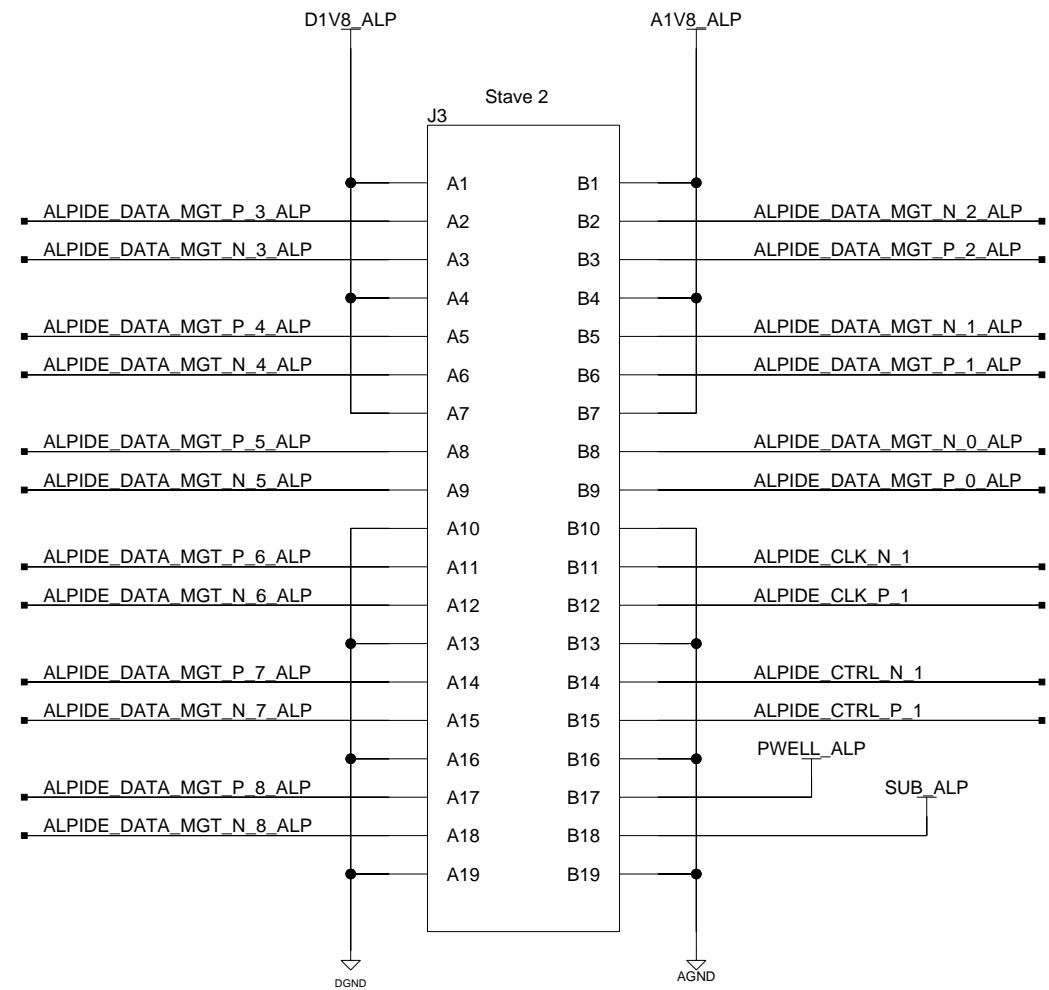 D1V8_ALP A1V8_ALP
Stave 2
J3
A1 B1
ALPIDE_DATA_MGT_P_3_ALP A2 B2 ALPIDE_DATA_MGT_N_2_ALP
ALPIDE_DATA_MGT_N_3_ALP A3 B3 ALPIDE_DATA_MGT_P_2_ALP
A4 B4
ALPIDE_DATA_MGT_P_4_ALP A5 B5 ALPIDE_DATA_MGT_N_1_ALP
ALPIDE_DATA_MGT_N_4_ALP A6 B6 ALPIDE_DATA_MGT_P_1_ALP
A7 B7
ALPIDE_DATA_MGT_P_5_ALP A8 B8 ALPIDE_DATA_MGT_N_0_ALP
ALPIDE_DATA_MGT_N_5_ALP A9 B9 ALPIDE_DATA_MGT_P_0_ALP
A10 B10
ALPIDE_DATA_MGT_P_6_ALP A11 B11 ALPIDE_CLK_N_1
ALPIDE_DATA_MGT_N_6_ALP A12 B12 ALPIDE_CLK_P_1
A13 B13
ALPIDE_DATA_MGT_P_7_ALP A14 B14 ALPIDE_CTRL_N_1
ALPIDE_DATA_MGT_N_7_ALP A15 B15 ALPIDE_CTRL_P_1
A16 B16 PWELL_ALP
ALPIDE_DATA_MGT_P_8_ALP A17 B17 SUB_ALP
ALPIDE_DATA_MGT_N_8_ALP A18 B18
A19 B19
DGND AGND